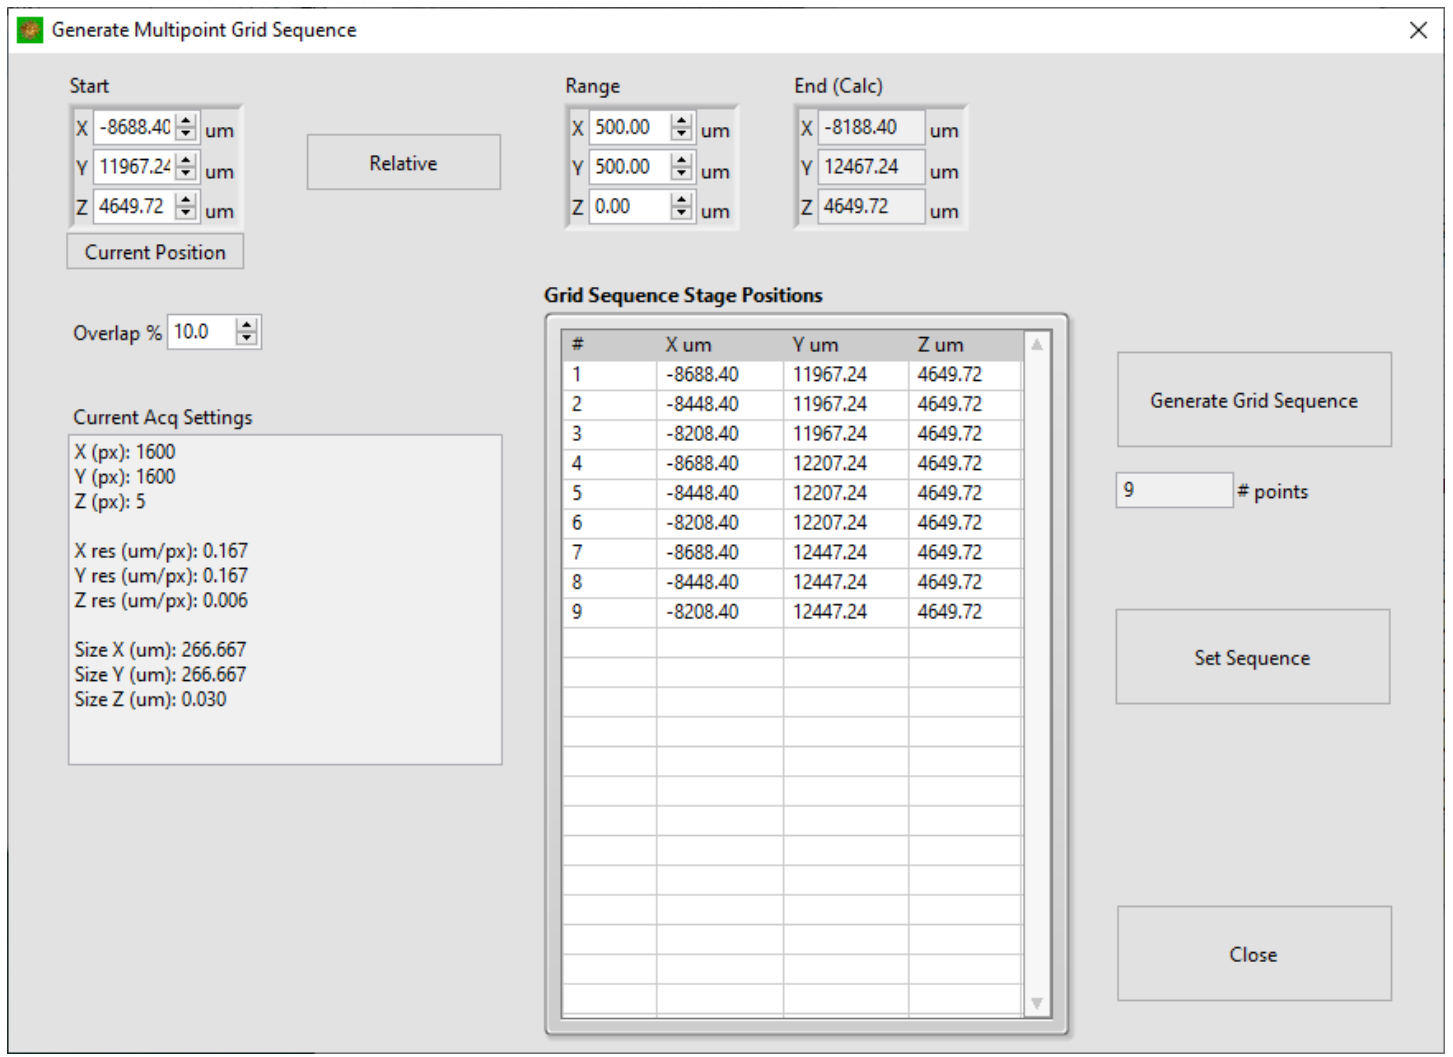 Generate Multipoint Grid Sequence
Start
X -8688.40 um
Y 11967.24 um
Z 4649.72 um
Current Position
Relative
Range
X 500.00 um
Y 500.00 um
Z 0.00 um
End (Calc)
X -8188.40 um
Y 12467.24 um
Z 4649.72 um
Overlap % 10.0
Current Acq Settings
X (px): 1600
Y (px): 1600
Z (px): 5
X res (um/px): 0.167
Y res (um/px): 0.167
Z res (um/px): 0.006
Size X (um): 266.667
Size Y (um): 266.667
Size Z (um): 0.030
Grid Sequence Stage Positions
# X um Y um Z um
1 -8688.40 11967.24 4649.72
2 -8448.40 11967.24 4649.72
3 -8208.40 11967.24 4649.72
4 -8688.40 12207.24 4649.72
5 -8448.40 12207.24 4649.72
6 -8208.40 12207.24 4649.72
7 -8688.40 12447.24 4649.72
8 -8448.40 12447.24 4649.72
9 -8208.40 12447.24 4649.72
Generate Grid Sequence
9 # points
Set Sequence
Close